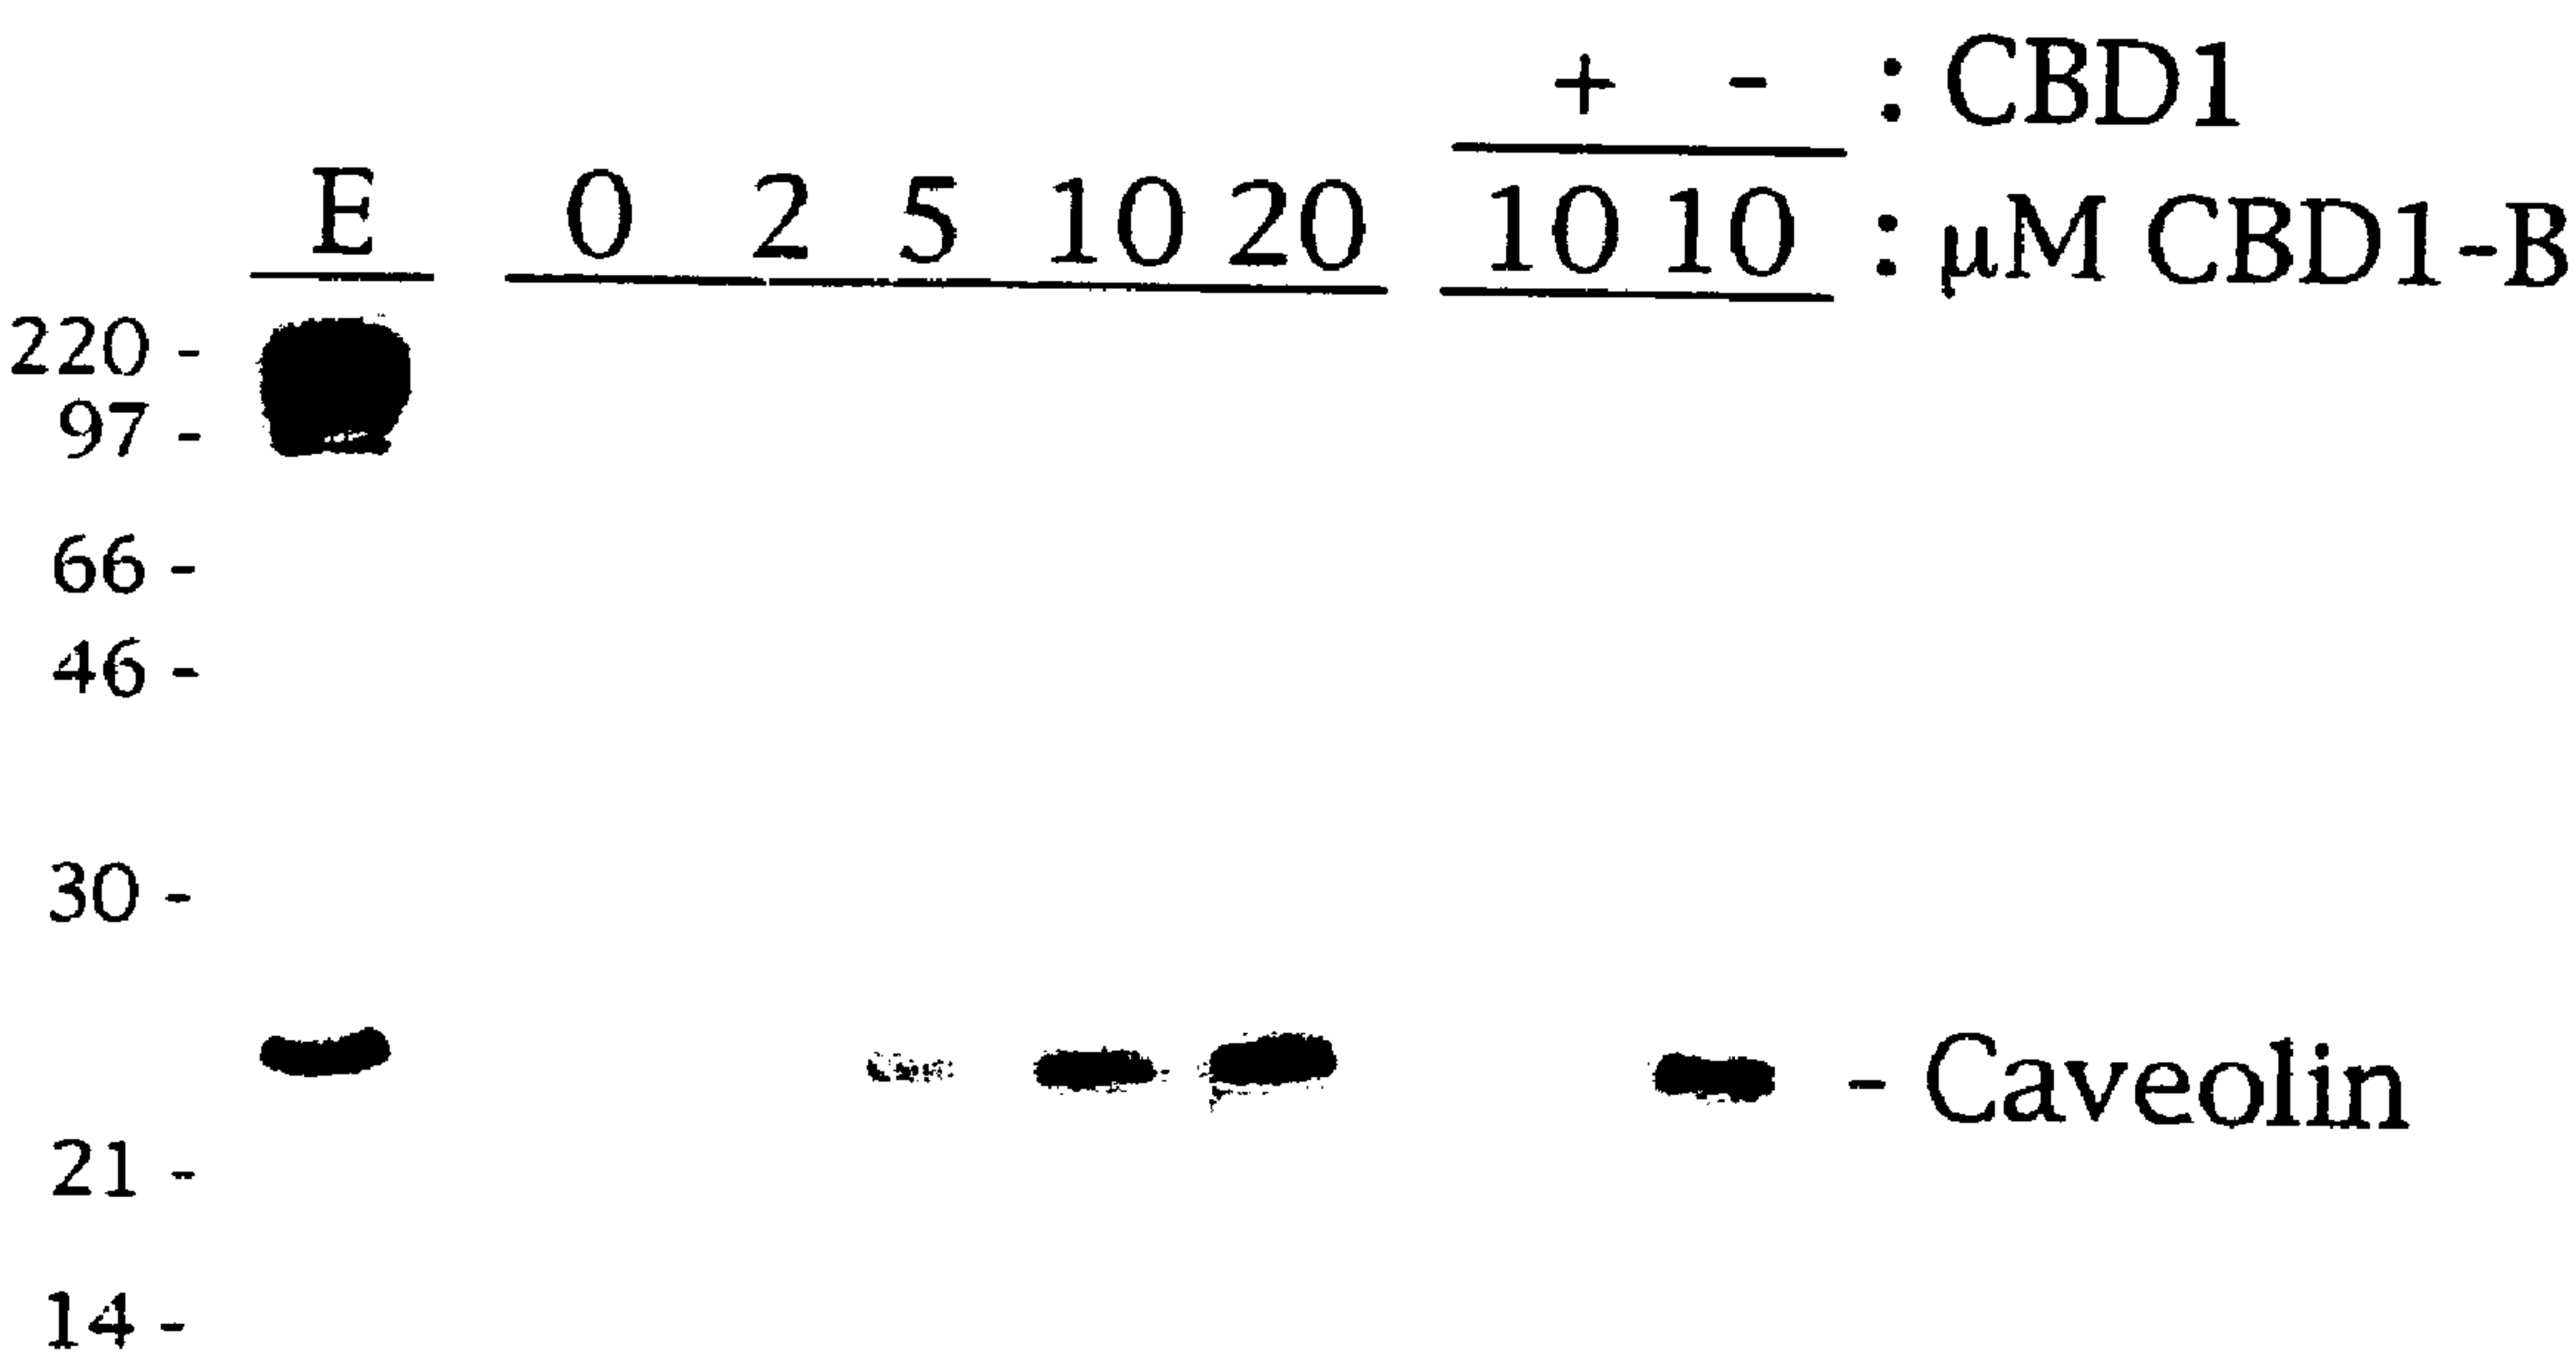 + - : CBD1
E 0 2 5 10 20 10 10 : μM CBD1-B
220 -
97 -
66 -
46 -
30 -
- Caveolin
21 -
14 -